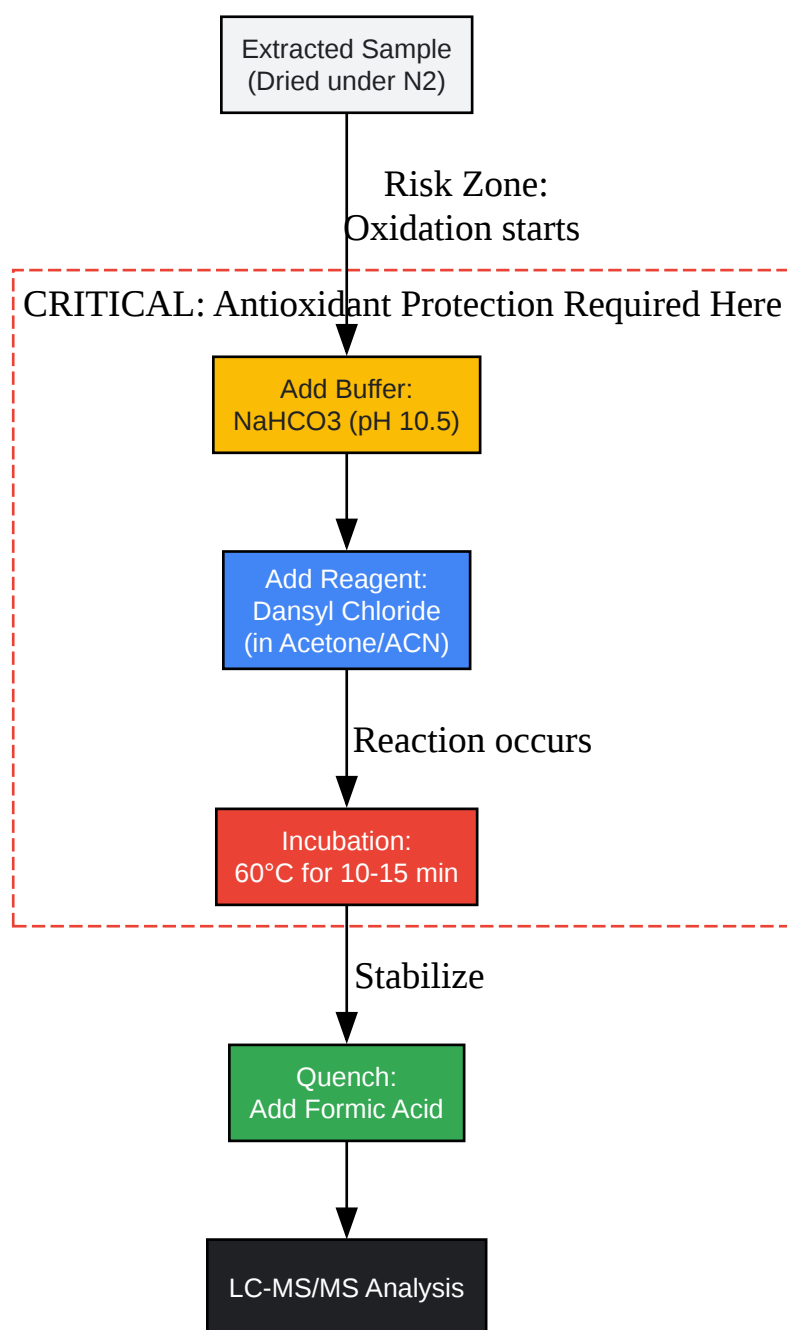 Extracted Sample
(Dried under N2)
Risk Zone:
Oxidation starts
CRITICAL: Antioxidant Protection Required Here
Add Buffer:
NaHCO3 (pH 10.5)
Add Reagent:
Dansyl Chloride
(in Acetone/ACN)
Reaction occurs
Incubation:
60°C for 10-15 min
Stabilize
Quench:
Add Formic Acid
LC-MS/MS Analysis